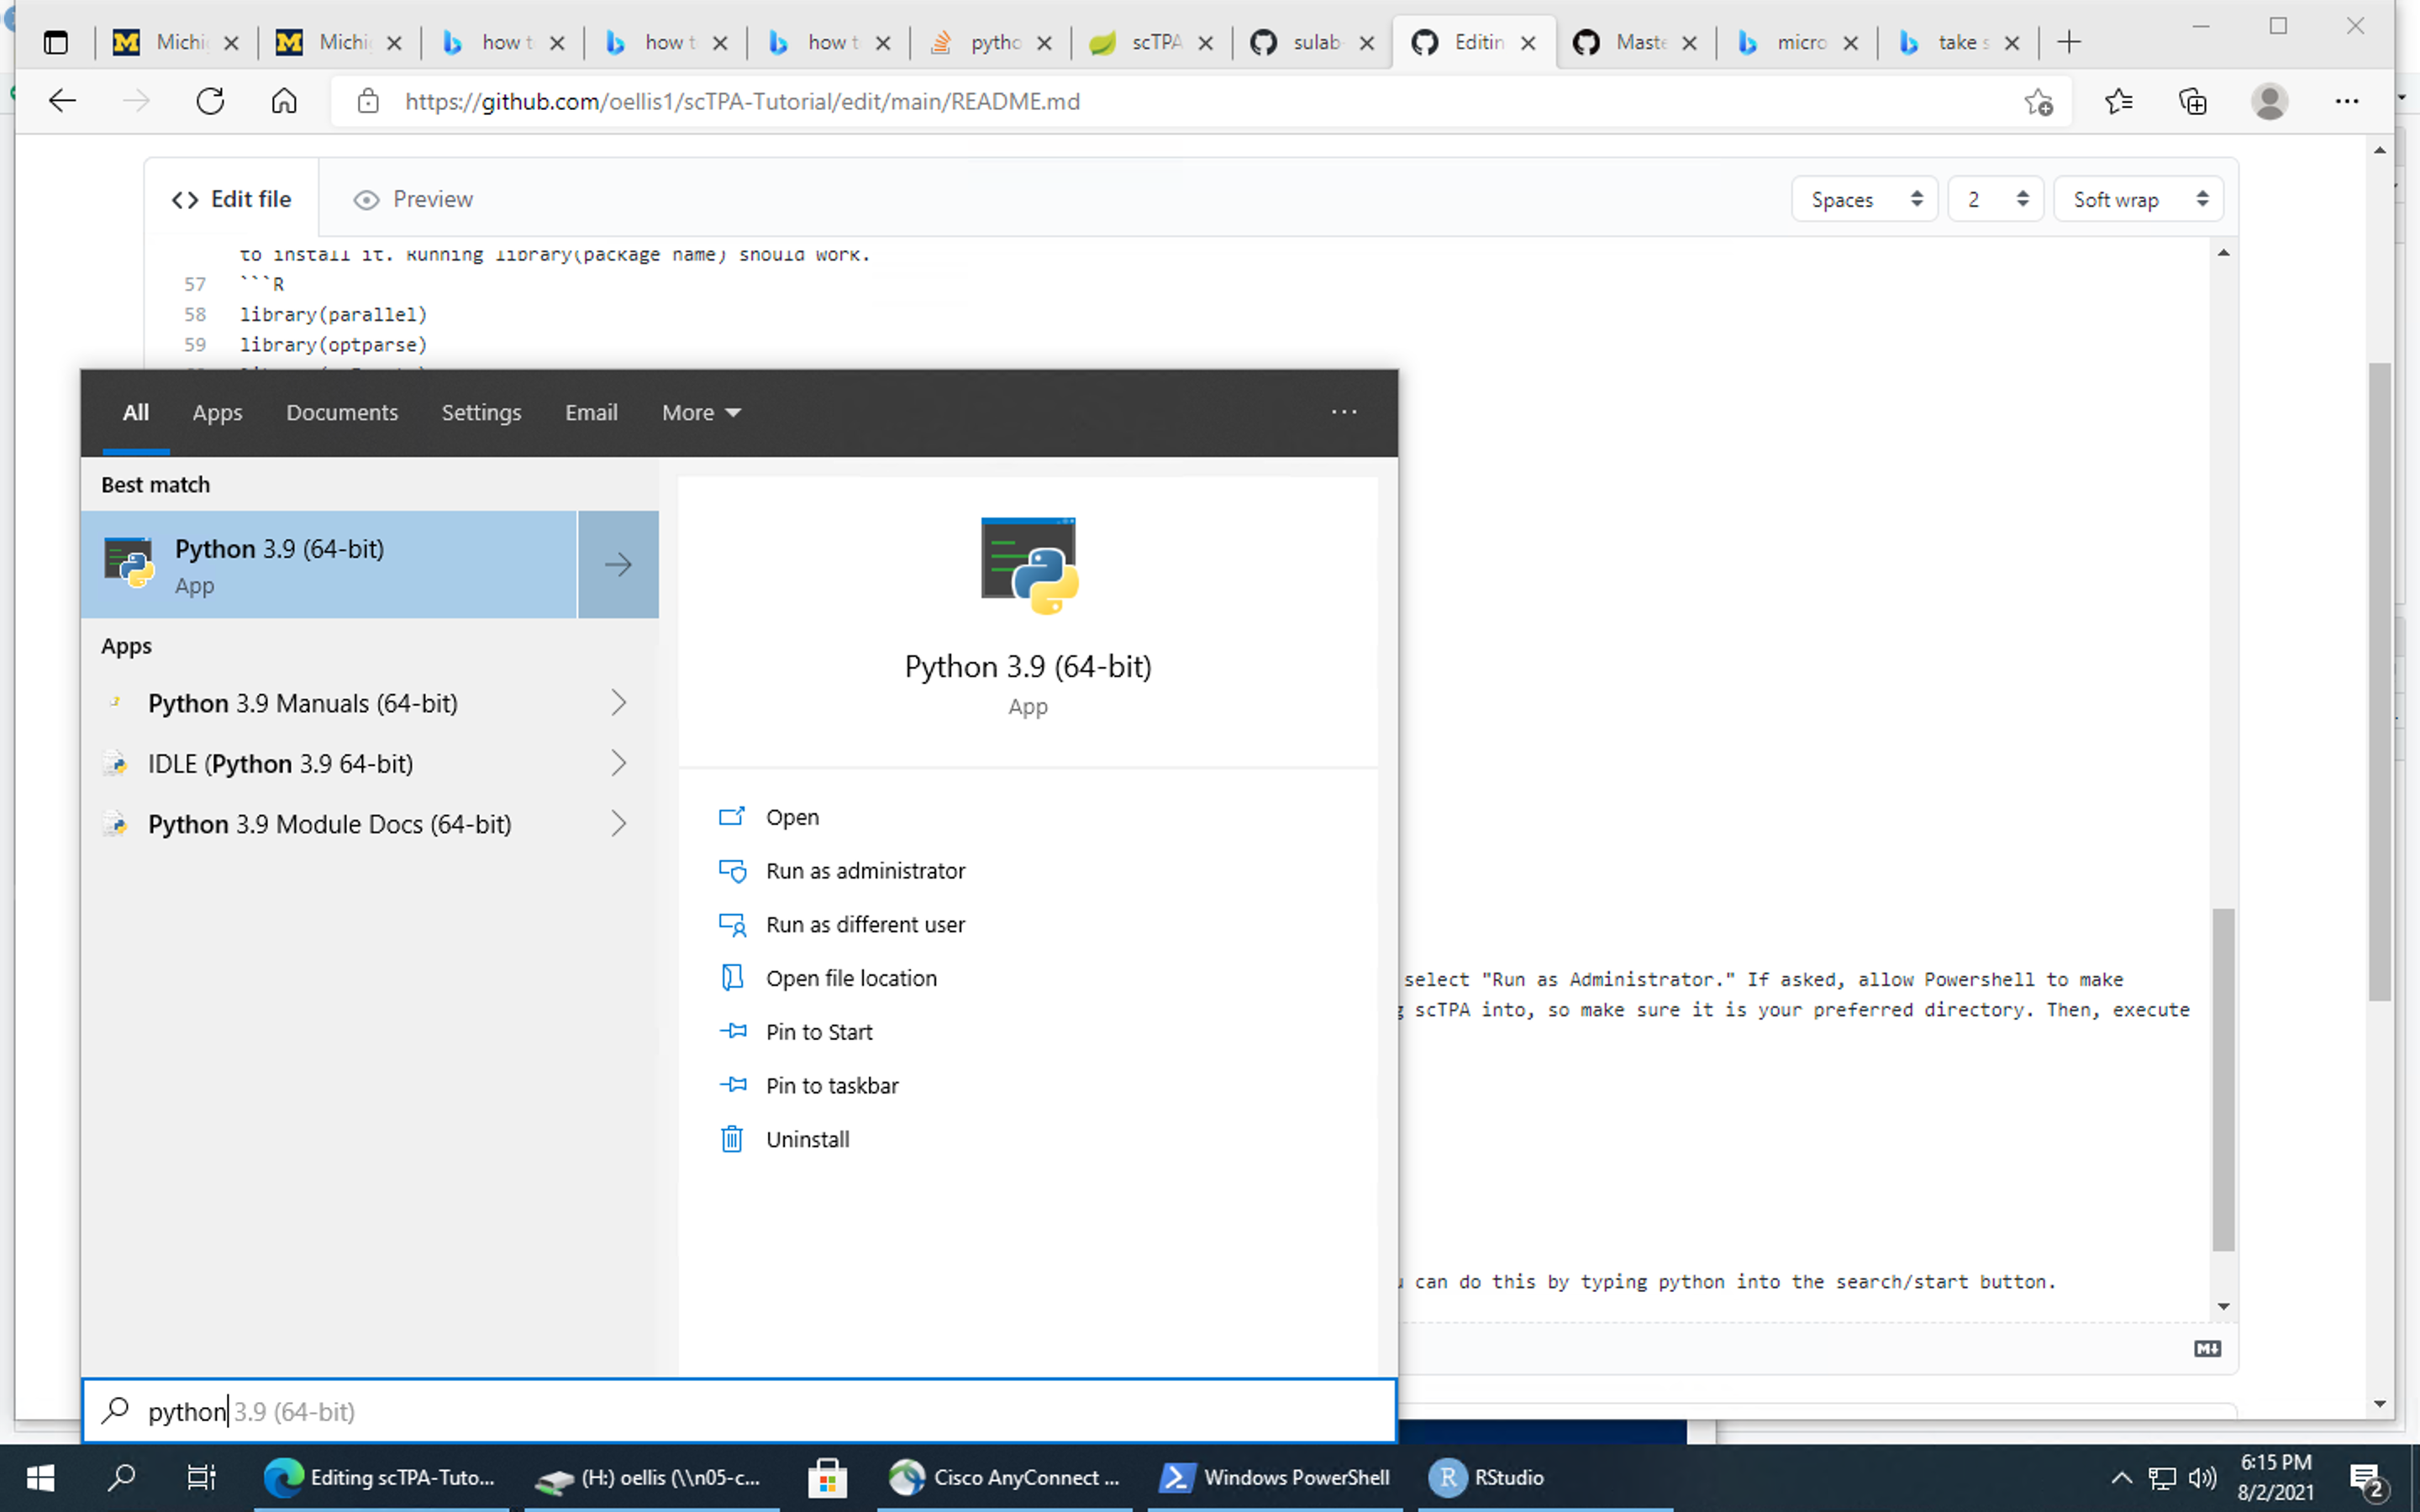 Michi
Michi
how t
how t
how t
pytho
scTPA
sulab
Editin
Maste
micro
take s
https://github.com/oellis1/scTPA-Tutorial/edit/main/README.md
Edit file
Preview
Spaces
2
Soft wrap
to install it. Running library(package name) should work.
57 ```R
58 library(parallel)
59 library(optparse)
All
Apps
Documents
Settings
Email
More
Best match
Python 3.9 (64-bit)
App
Apps
Python 3.9 Manuals (64-bit)
IDLE (Python 3.9 64-bit)
Python 3.9 Module Docs (64-bit)
Python 3.9 (64-bit)
App
Open
Run as administrator
Run as different user
Open file location
Pin to Start
Pin to taskbar
Uninstall
select "Run as Administrator." If asked, allow Powershell to make
scTPA into, so make sure it is your preferred directory. Then, execute
can do this by typing python into the search/start button.
M
python 3.9 (64-bit)
Editing scTPA-Tuto...
(H:) oellis (\\n05-c...
Cisco AnyConnect ...
Windows PowerShell
R
RStudio
6:15 PM
8/2/2021
2